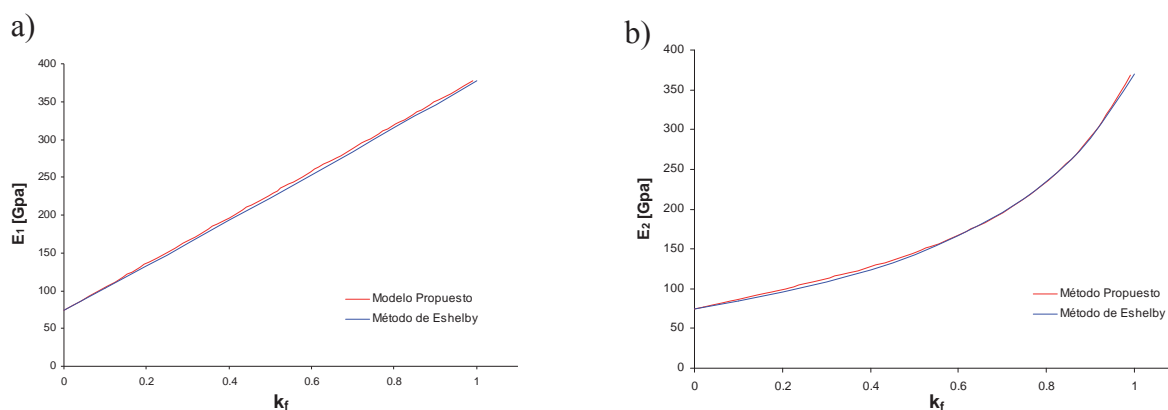 a)
400
350
300
250
200
150
100
50
0
E₁ [Gpa]
0 0.2 0.4 0.6 0.8 1
k_f
Modelo Propuesto
Método de Eshelby
b)
400
350
300
250
200
150
100
50
0
E₂ [Gpa]
0 0.2 0.4 0.6 0.8 1
k_f
Método Propuesto
Método de Eshelby